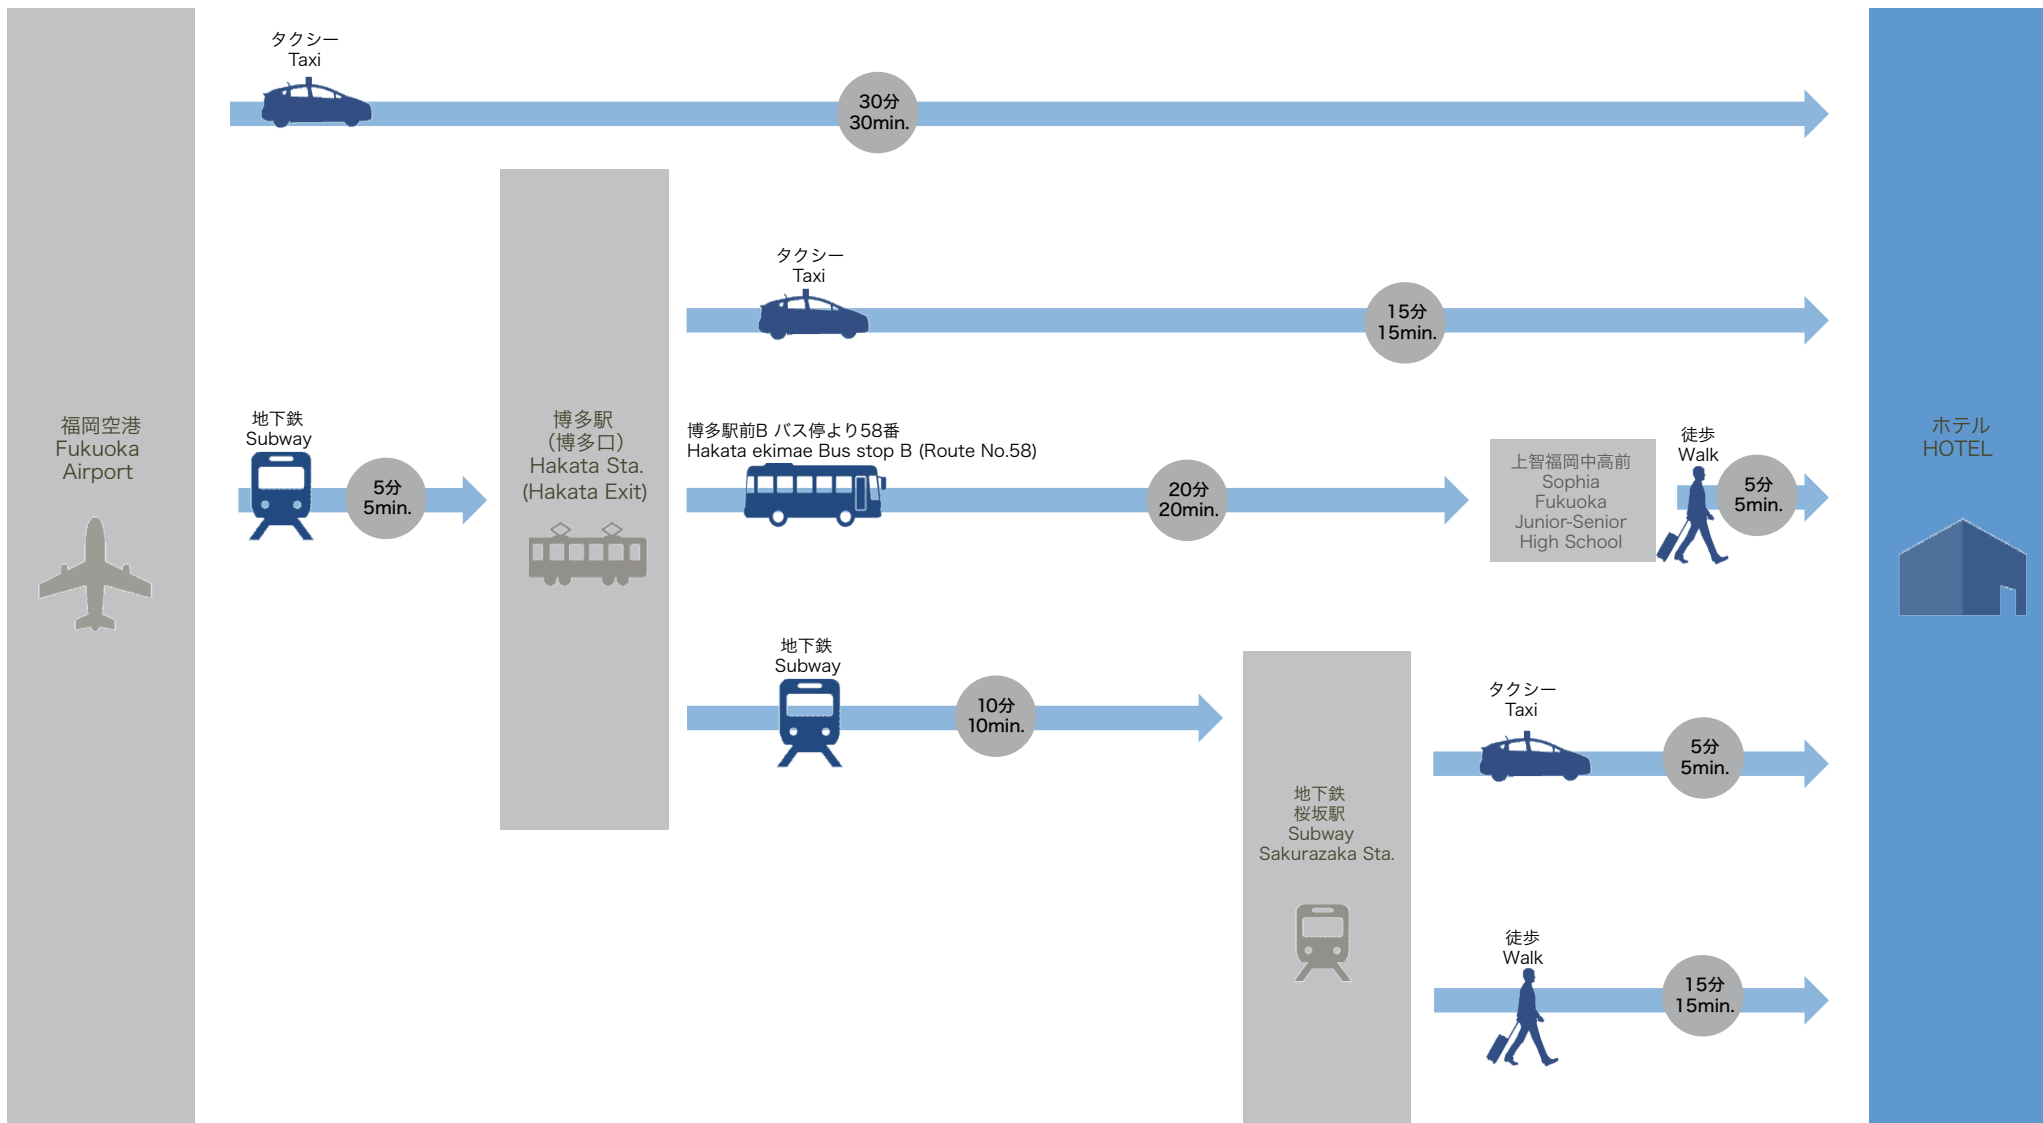 タクシー
Taxi
30分
30min.
福岡空港
Fukuoka
Airport
地下鉄
Subway
5分
5min.
博多駅
（博多口）
Hakata Sta.
(Hakata Exit)
タクシー
Taxi
15分
15min.
博多駅前B バス停より58番
Hakata ekimae Bus stop B (Route No.58)
20分
20min.
上智福岡中高前
Sophia
Fukuoka
Junior-Senior
High School
徒歩
Walk
5分
5min.
ホテル
HOTEL
地下鉄
Subway
10分
10min.
地下鉄
桜坂駅
Subway
Sakurazaka Sta.
タクシー
Taxi
5分
5min.
徒歩
Walk
15分
15min.